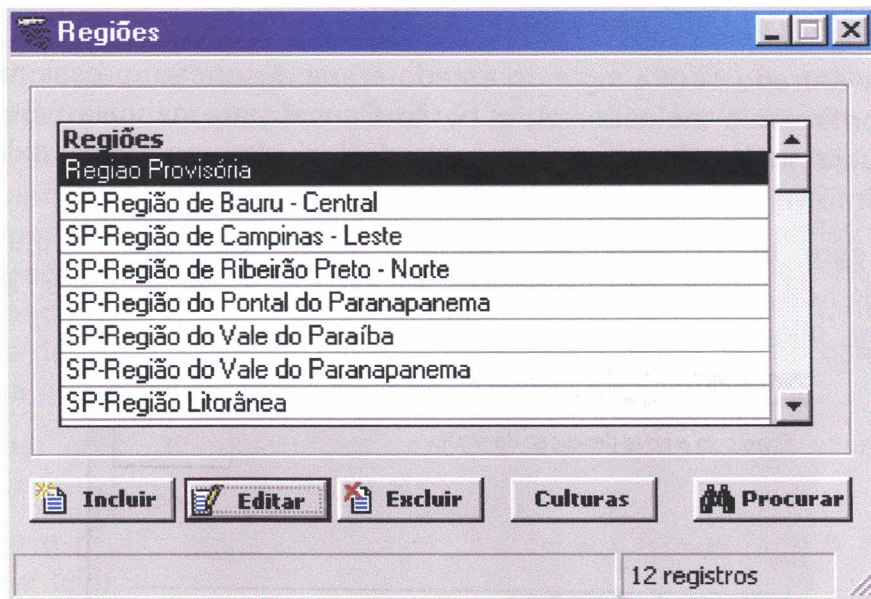 Regiões
Regiões
Regiao Provisória
SP-Região de Bauru - Central
SP-Região de Campinas - Leste
SP-Região de Ribeirão Preto - Norte
SP-Região do Pontal do Paranapanema
SP-Região do Vale do Paraíba
SP-Região do Vale do Paranapanema
SP-Região Litorânea
Incluir Editar Excluir Culturas Procurar
12 registros